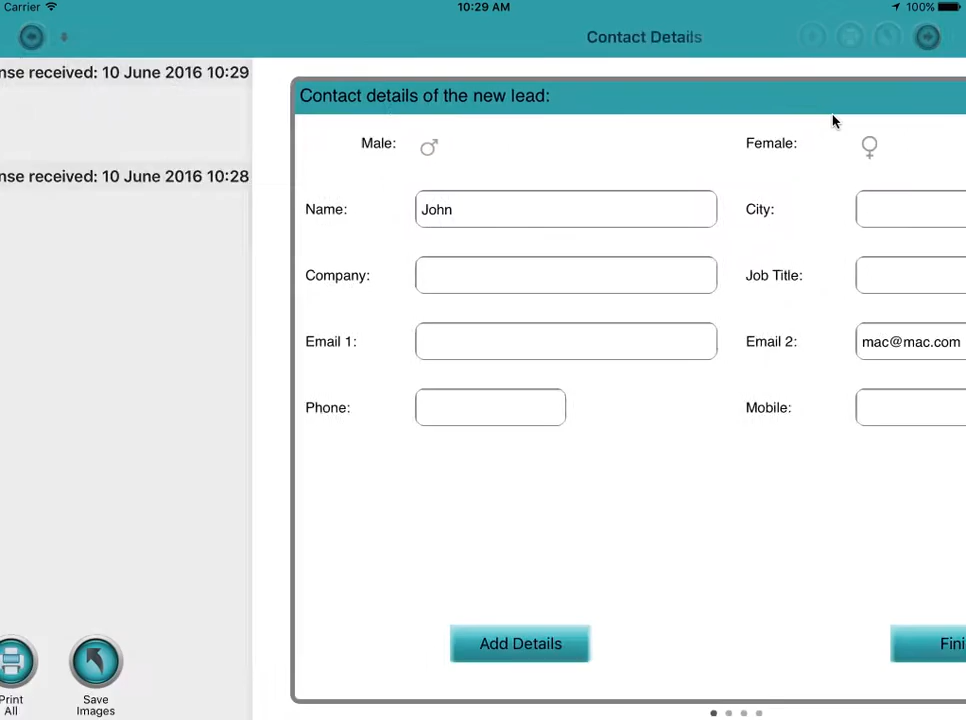 Carrier 10:29 AM 100%
Contact Details
nse received: 10 June 2016 10:29
nse received: 10 June 2016 10:28
Contact details of the new lead:
Male: Female:
Name: John City:
Company: Job Title:
Email 1: Email 2: mac@mac.com
Phone: Mobile:
Add Details Fini
Print
All
Save
Images